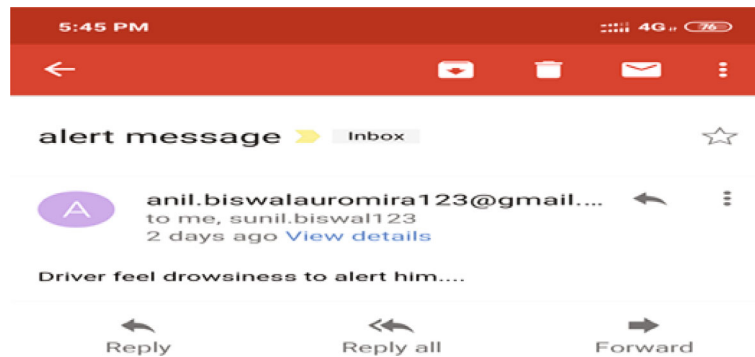 5:45 PM 4G 76
alert message Inbox
A
anil.biswalauromira123@gmail....
to me, sunil.biswal123
2 days ago View details
Driver feel drowsiness to alert him....
Reply Reply all Forward